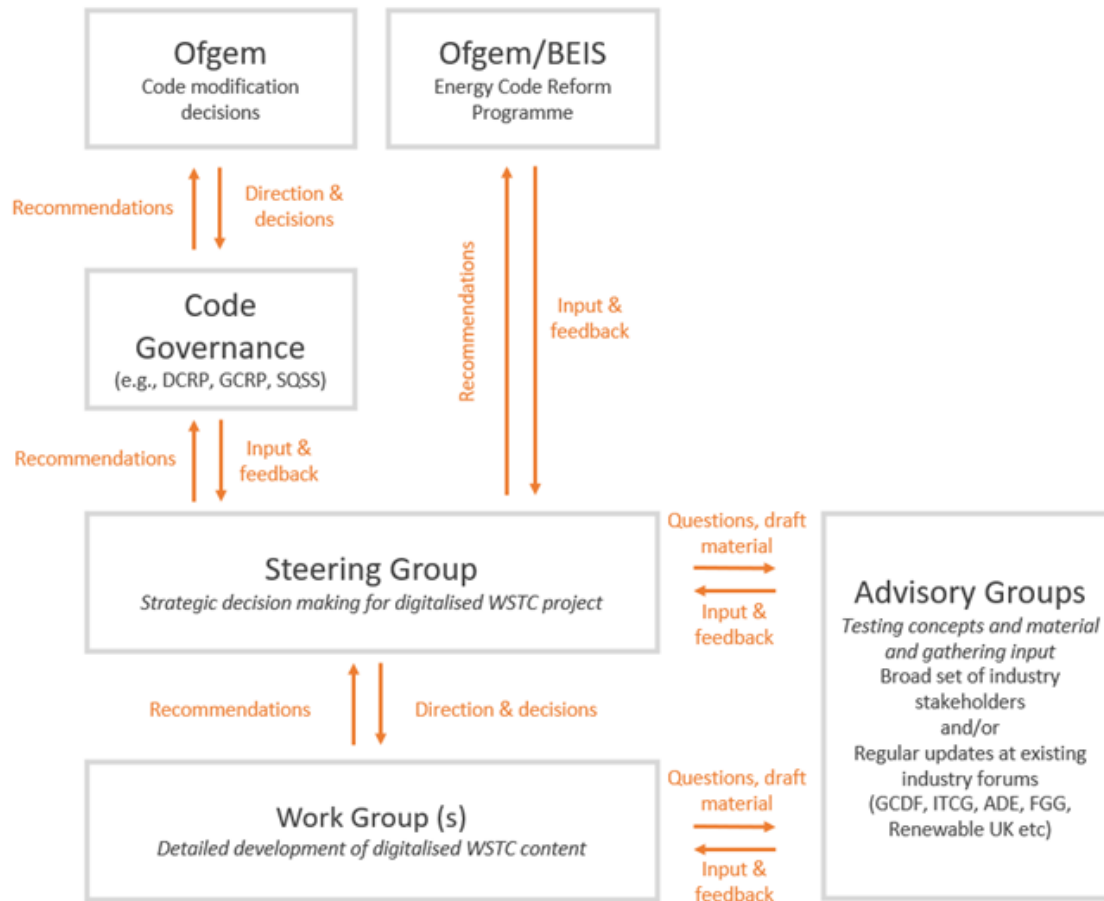 Ofgem
Code modification
decisions
Ofgem/BEIS
Energy Code Reform
Programme
Recommendations
Direction &
decisions
Recommendations
Input &
feedback
Code
Governance
(e.g., DCRP, GCRP, SQSS)
Recommendations
Input &
feedback
Steering Group
Strategic decision making for digitalised WSTC project
Questions, draft
material
Input &
feedback
Advisory Groups
Testing concepts and material
and gathering input
Broad set of industry
stakeholders
and/or
Regular updates at existing
industry forums
(GCDF, ITCG, ADE, FGG,
Renewable UK etc)
Recommendations
Direction & decisions
Work Group (s)
Detailed development of digitalised WSTC content
Questions, draft
material
Input &
feedback